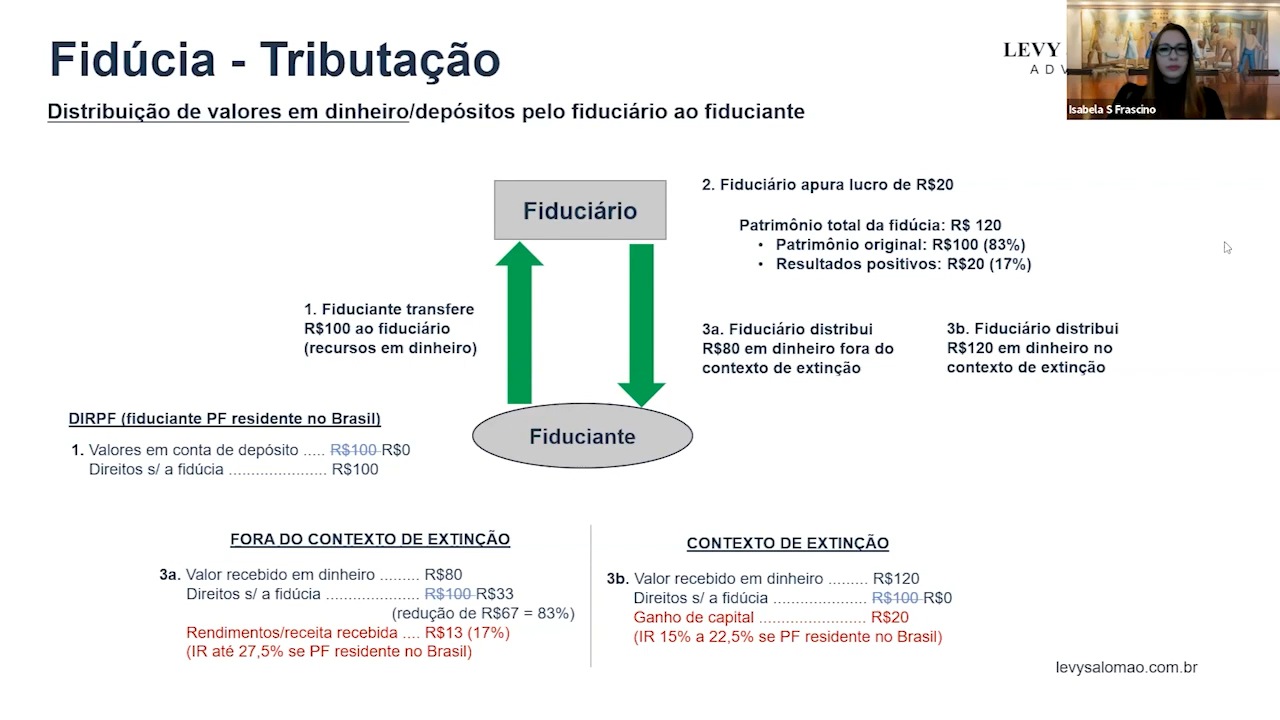 Fidúcia - Tributação
LEVY
ADV
Isabela S Frascino
Distribuição de valores em dinheiro/depósitos pelo fiduciário ao fiduciante
Fiduciário
2. Fiduciário apura lucro de R$20
Patrimônio total da fidúcia: R$ 120
• Patrimônio original: R$100 (83%)
• Resultados positivos: R$20 (17%)
1. Fiduciante transfere
R$100 ao fiduciário
(recursos em dinheiro)
3a. Fiduciário distribui
R$80 em dinheiro fora do
contexto de extinção
3b. Fiduciário distribui
R$120 em dinheiro no
contexto de extinção
Fiduciante
DIRPF (fiduciante PF residente no Brasil)
1. Valores em conta de depósito ..... R$100 R$0
Direitos s/ a fidúcia ...................... R$100
FORA DO CONTEXTO DE EXTINÇÃO
3a. Valor recebido em dinheiro ......... R$80
Direitos s/ a fidúcia ..................... R$100 R$33
(redução de R$67 = 83%)
Rendimentos/receita recebida .... R$13 (17%)
(IR até 27,5% se PF residente no Brasil)
CONTEXTO DE EXTINÇÃO
3b. Valor recebido em dinheiro ......... R$120
Direitos s/ a fidúcia ...................... R$100 R$0
Ganho de capital ........................ R$20
(IR 15% a 22,5% se PF residente no Brasil)
levysalomao.com.br